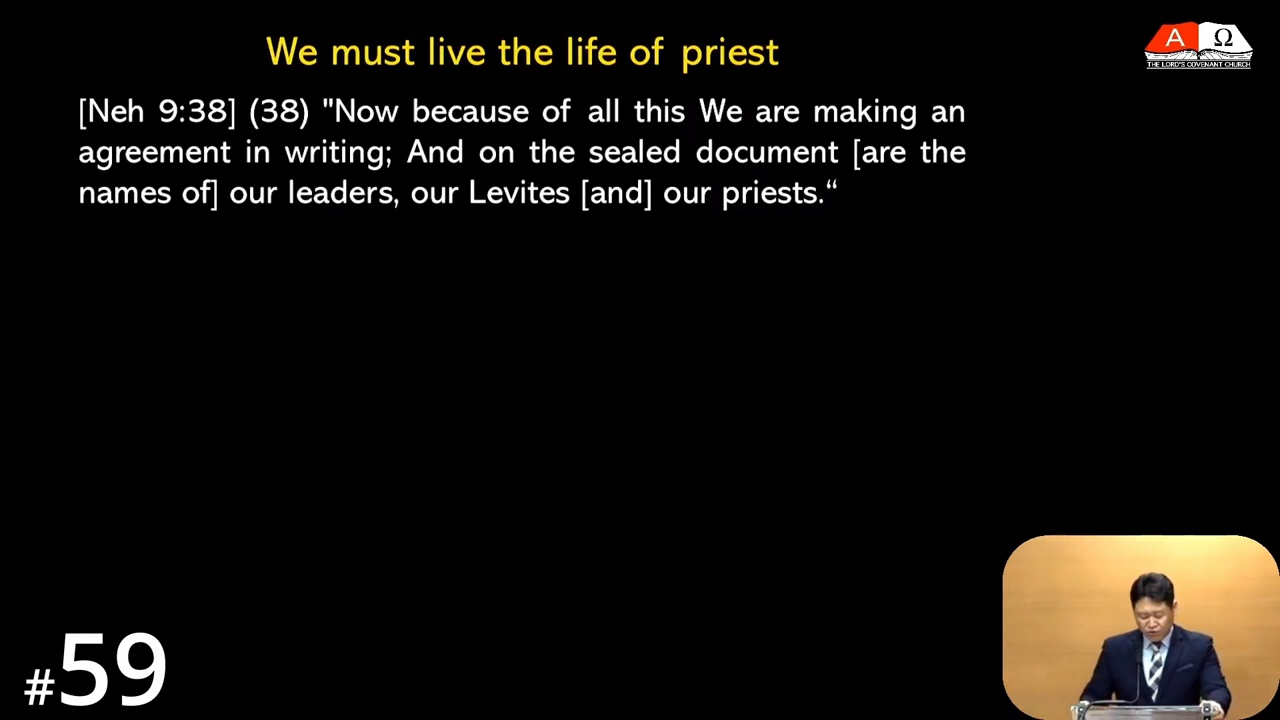 We must live the life of priest
A Ω
THE LORD'S COVENANT CHURCH
[Neh 9:38] (38) "Now because of all this We are making an
agreement in writing; And on the sealed document [are the
names of] our leaders, our Levites [and] our priests.“
#59